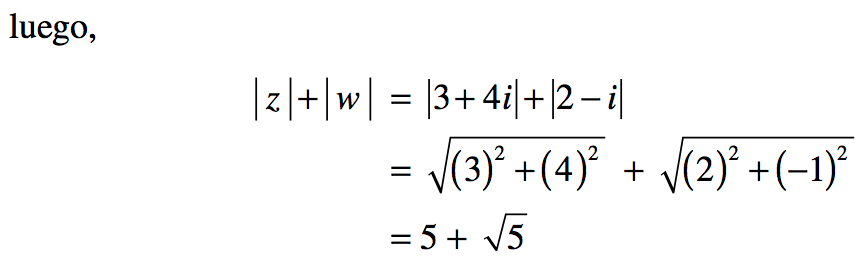 luego,
|z|+|w| = |3+4i|+|2−i|
= √((3)²+(4)²) + √((2)²+(−1)²)
= 5 + √5